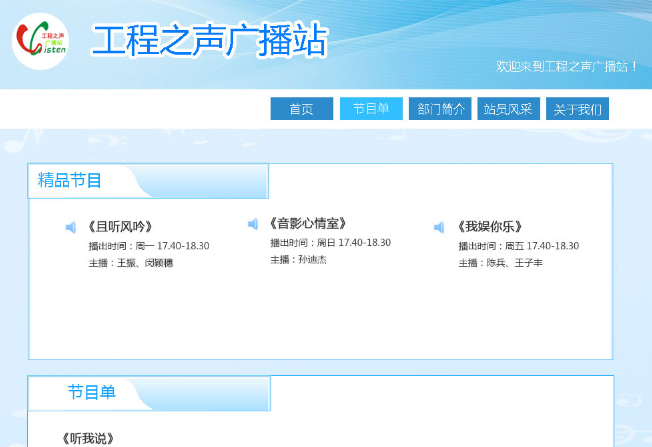 工程之声
广播站
isten
工程之声广播站
欢迎来到工程之声广播站！
首页 节目单 部门简介 站员风采 关于我们
精品节目
《且听风吟》
播出时间：周一 17.40-18.30
主播：王振、闵颖穗
《音影心情室》
播出时间：周日 17.40-18.30
主播：孙迪杰
《我娱你乐》
播出时间：周五 17.40-18.30
主播：陈兵、王子丰
节目单
《听我说》